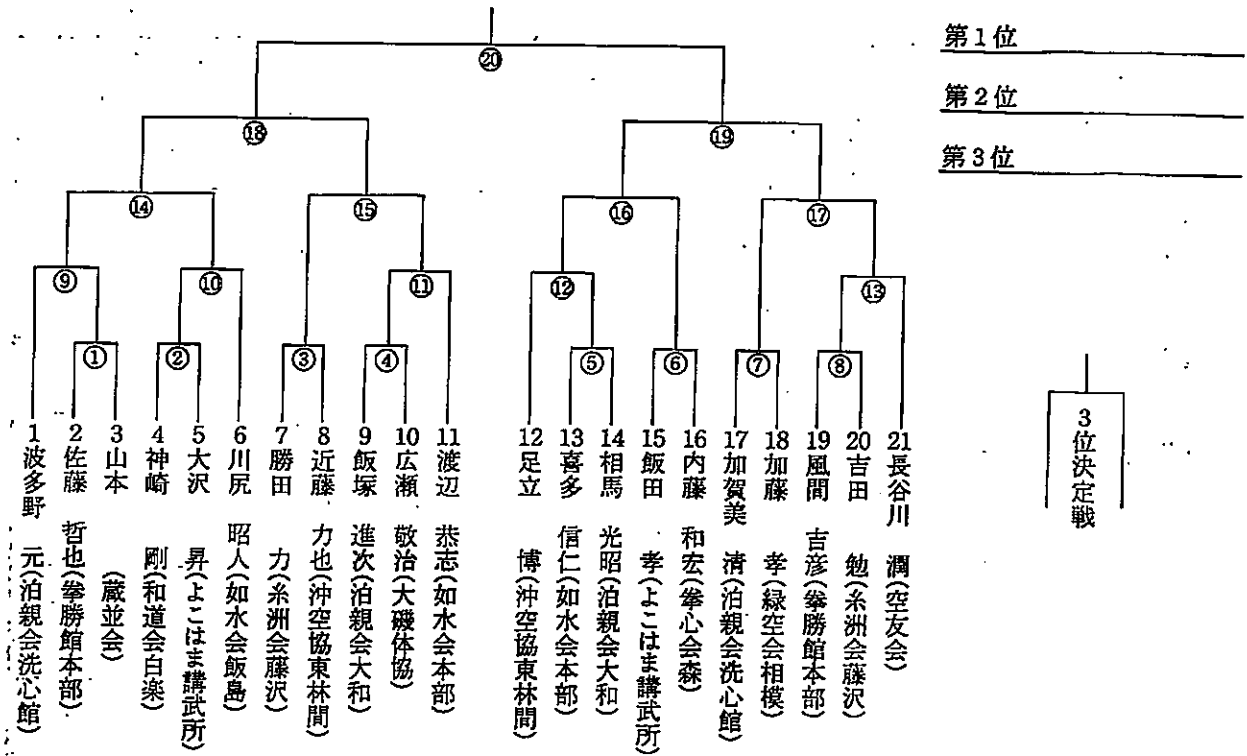 ⑳
第1位
第2位
第3位
⑱
⑲
⑭
⑮
⑯
⑰
⑨
⑩
⑪
⑫
⑬
①
②
③
④
⑤
⑥
⑦
⑧
3位決定戦
1 波多野 元(泊親会洗心館)
2 佐藤 哲也(拳勝館本部)
3 山本 (蔵並会)
4 神崎 剛(和道会白楽)
5 大沢 昇(よこはま講武所)
6 川尻 昭人(如水会飯島)
7 勝田 力(糸洲会藤沢)
8 近藤 力也(沖空協東林間)
9 飯塚 進次(泊親会大和)
10 広瀬 敬治(大磯体協)
11 渡辺 恭志(如水会本部)
12 足立 博(沖空協東林間)
13 喜多 信仁(如水会本部)
14 相馬 光昭(泊親会大和)
15 飯田 孝(よこはま講武所)
16 内藤 和宏(拳心会森)
17 加賀美 清(泊親会洗心館)
18 加藤 孝(緑空会相模)
19 風間 吉彦(拳勝館本部)
20 吉田 勉(糸洲会藤沢)
21 長谷川 潤(空友会)